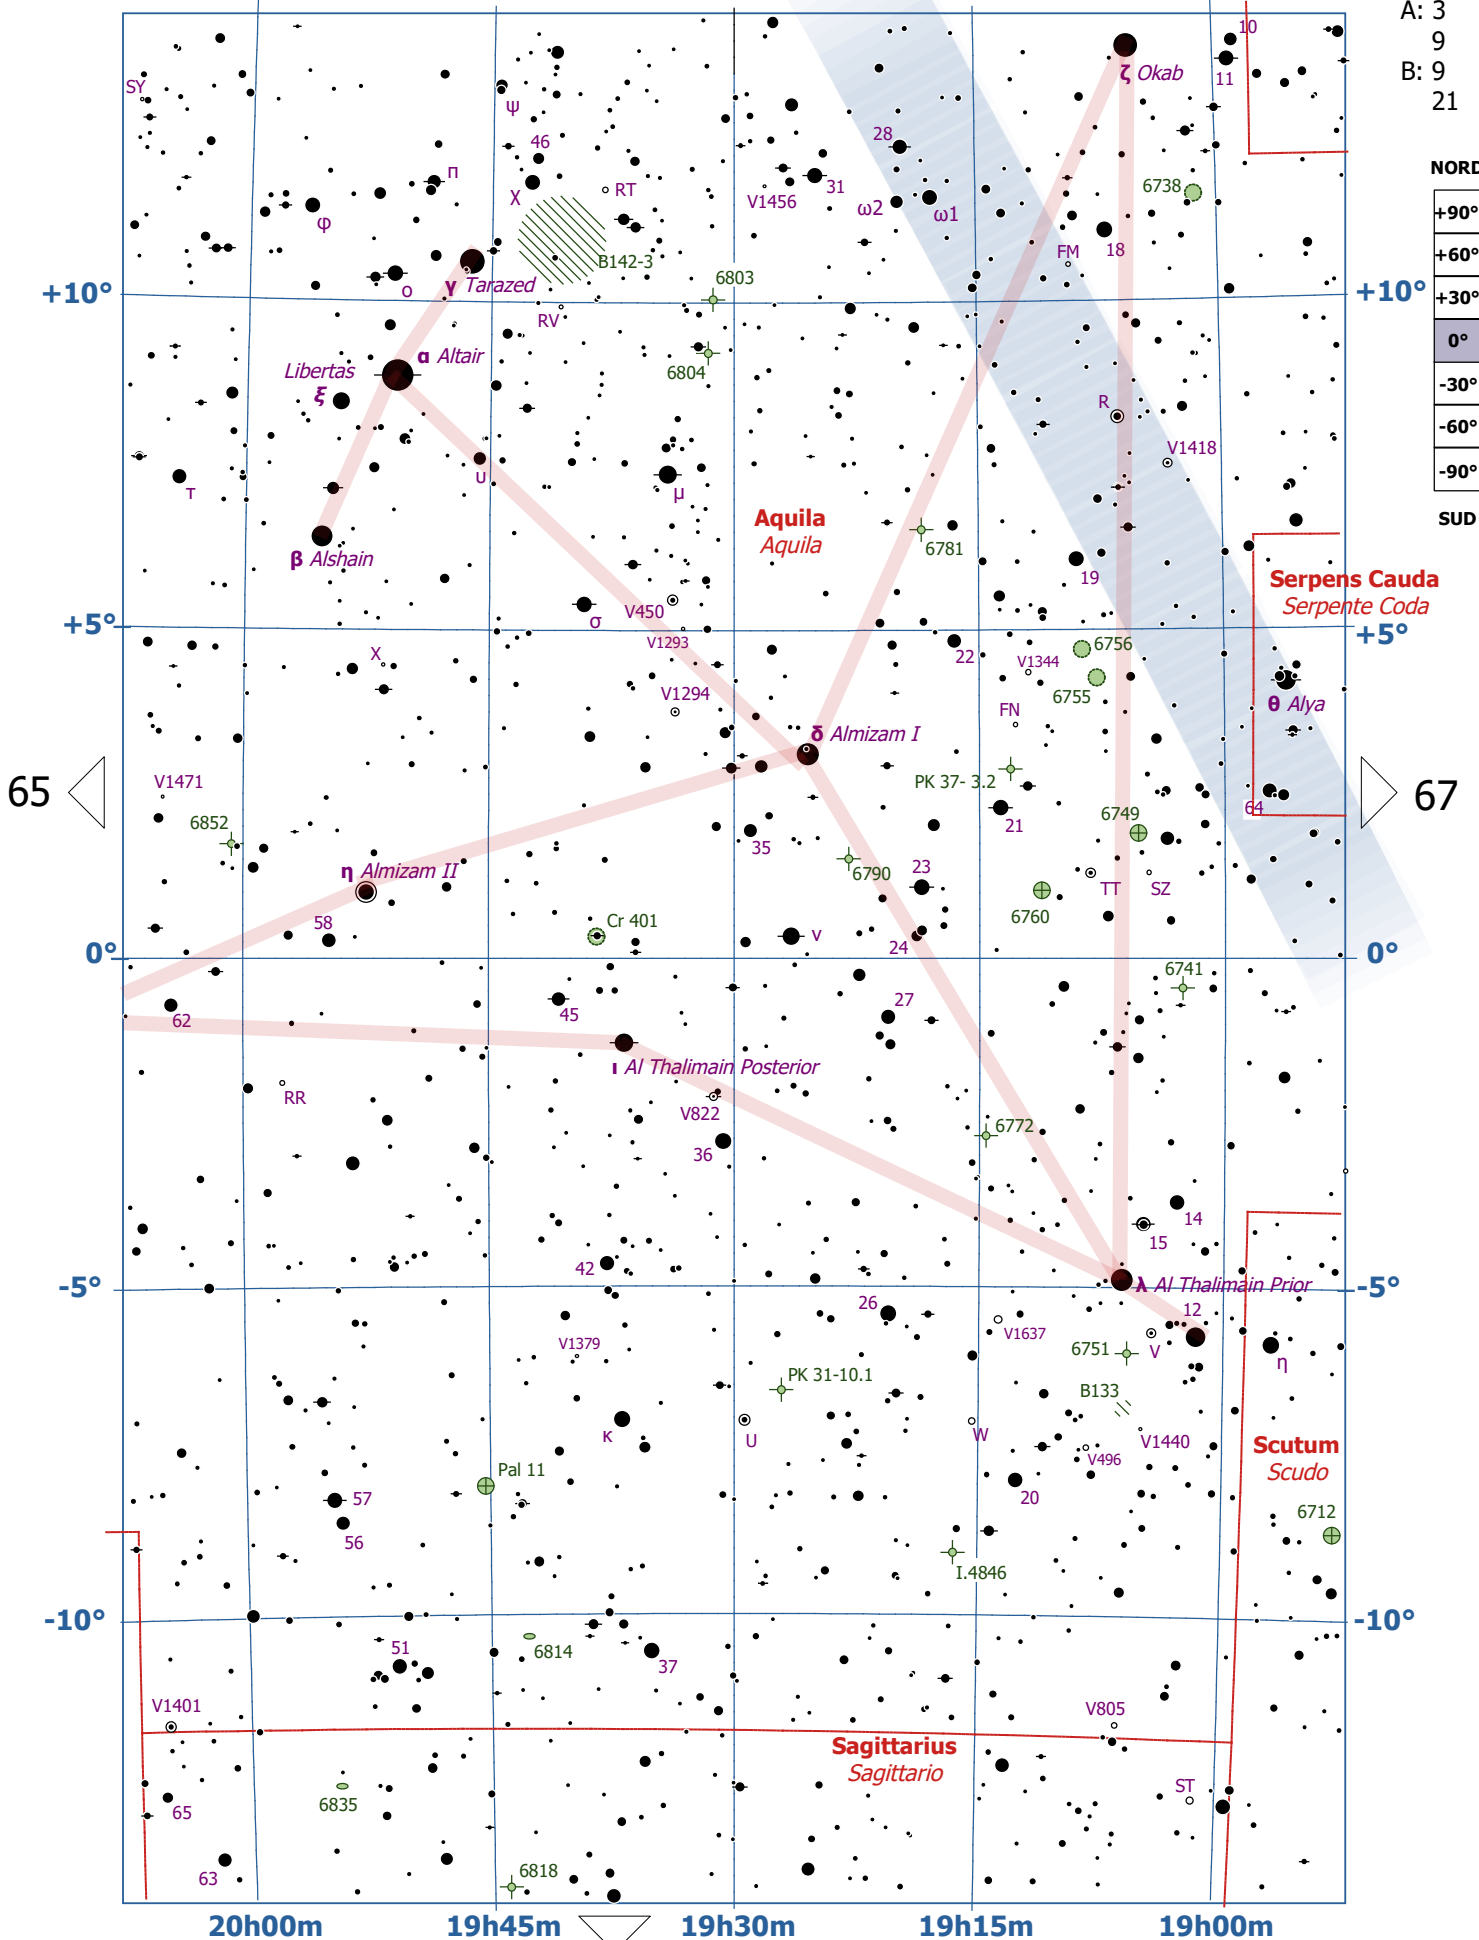 A: 3
9
B: 9
21
NORD
+90°
+60°
+30°
0°
-30°
-60°
-90°
SUD
10
ζ Okab
11
SY
ψ
46
28
π
χ
RT
V1456
31
ω2
ω1
6738
φ
18
B142-3
FM
γ Tarazed
ο
6803
+10°
+10°
RV
α Altair
Libertas
ξ
6804
6781
R
V1418
τ
υ
μ
Aquila
Aquila
β Alshain
19
Serpens Cauda
Serpente Coda
V450
σ
V1293
+5°
+5°
22
6756
X
V1344
6755
V1294
FN
θ Alya
δ Almizam I
65
67
V1471
PK 37- 3.2
64
6852
21
6749
35
η Almizam II
6790
23
TT
SZ
58
Cr 401
6760
ν
24
0°
0°
6741
62
45
27
ι Al Thalimain Posterior
RR
V822
36
6772
14
15
42
-5°
-5°
λ Al Thalimain Prior
26
12
V1637
V1379
6751
V
η
PK 31-10.1
B133
κ
U
W
V1440
V496
Scutum
Scudo
Pal 11
57
20
56
6712
I.4846
-10°
-10°
51
6814
37
V1401
V805
Sagittarius
Sagittario
ST
65
6835
63
6818
20h00m
19h45m
19h30m
19h15m
19h00m